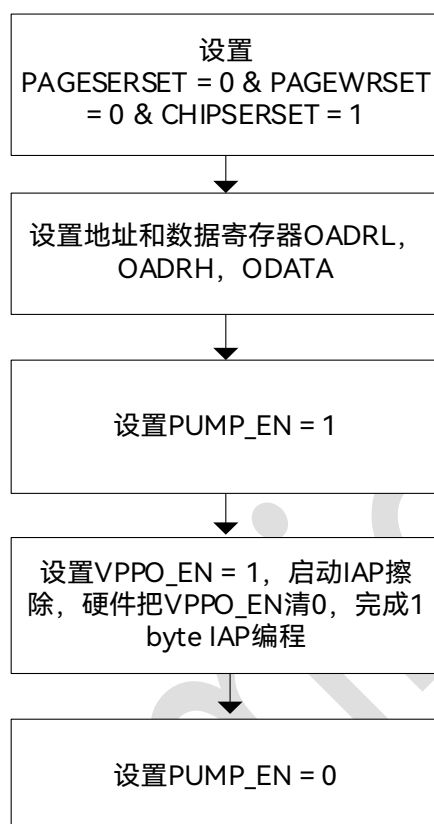 设置
PAGESERSET = 0 & PAGEWRSET
= 0 & CHIPSERSET = 1
设置地址和数据寄存器OADRL，
OADRH，ODATA
设置PUMP_EN = 1
设置VPPO_EN = 1，启动IAP擦
除，硬件把VPPO_EN清0，完成1
byte IAP编程
设置PUMP_EN = 0